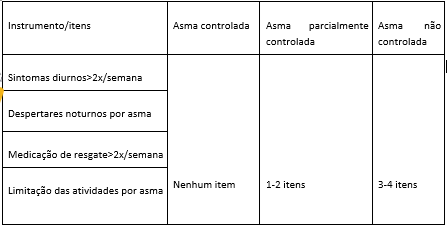 Instrumento/itens
Asma controlada
Asma parcialmente
controlada
Asma não
controlada
Sintomas diurnos>2x/semana
Despertares noturnos por asma
Medicação de resgate>2x/semana
Limitação das atividades por asma
Nenhum item
1-2 itens
3-4 itens